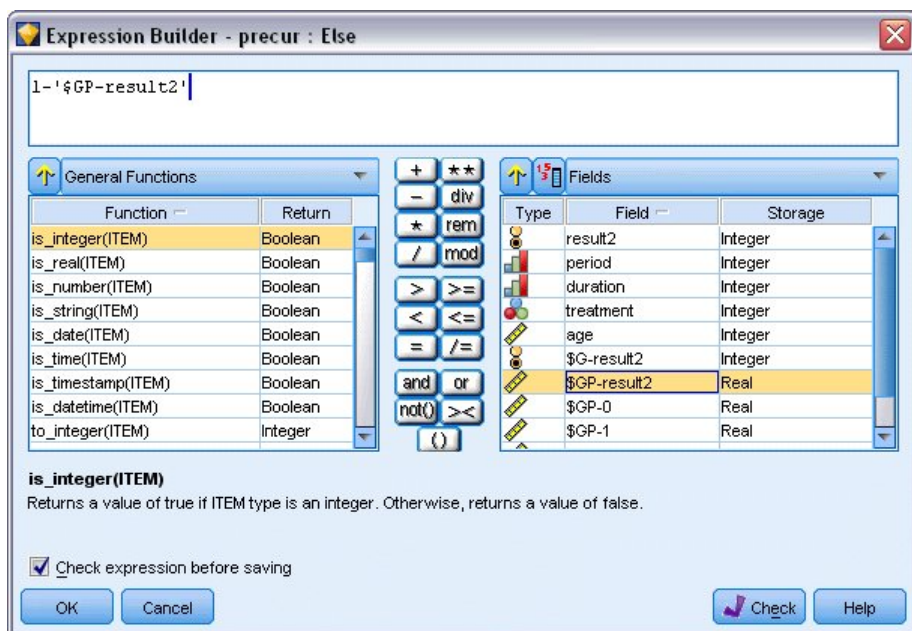 Expression Builder - precur : Else
1-'$GP-result2'
General Functions
Function Return
is_integer(ITEM) Boolean
is_real(ITEM) Boolean
is_number(ITEM) Boolean
is_string(ITEM) Boolean
is_date(ITEM) Boolean
is_time(ITEM) Boolean
is_timestamp(ITEM) Boolean
is_datetime(ITEM) Boolean
to_integer(ITEM) Integer
+ **
- div
* rem
/ mod
> >=
< <=
= /=
and or
not() ><
()
Fields
Type Field Storage
result2 Integer
period Integer
duration Integer
treatment Integer
age Integer
$G-result2 Integer
$GP-result2 Real
$GP-0 Real
$GP-1 Real
is_integer(ITEM)
Returns a value of true if ITEM type is an integer. Otherwise, returns a value of false.
Check expression before saving
OK Cancel Check Help